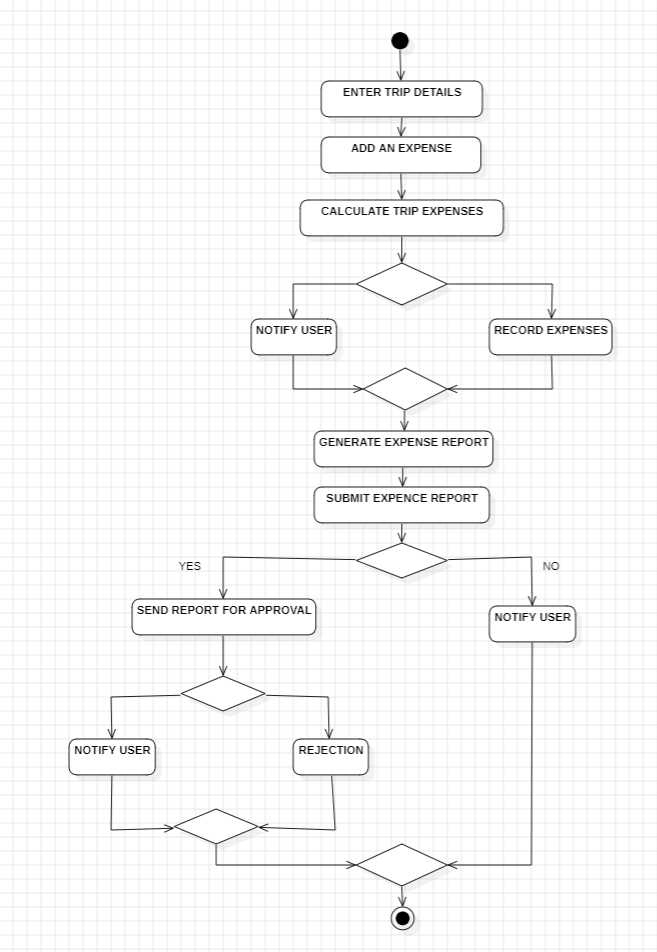 ENTER TRIP DETAILS
ADD AN EXPENSE
CALCULATE TRIP EXPENSES
NOTIFY USER
RECORD EXPENSES
GENERATE EXPENSE REPORT
SUBMIT EXPENCE REPORT
YES
NO
SEND REPORT FOR APPROVAL
NOTIFY USER
NOTIFY USER
REJECTION